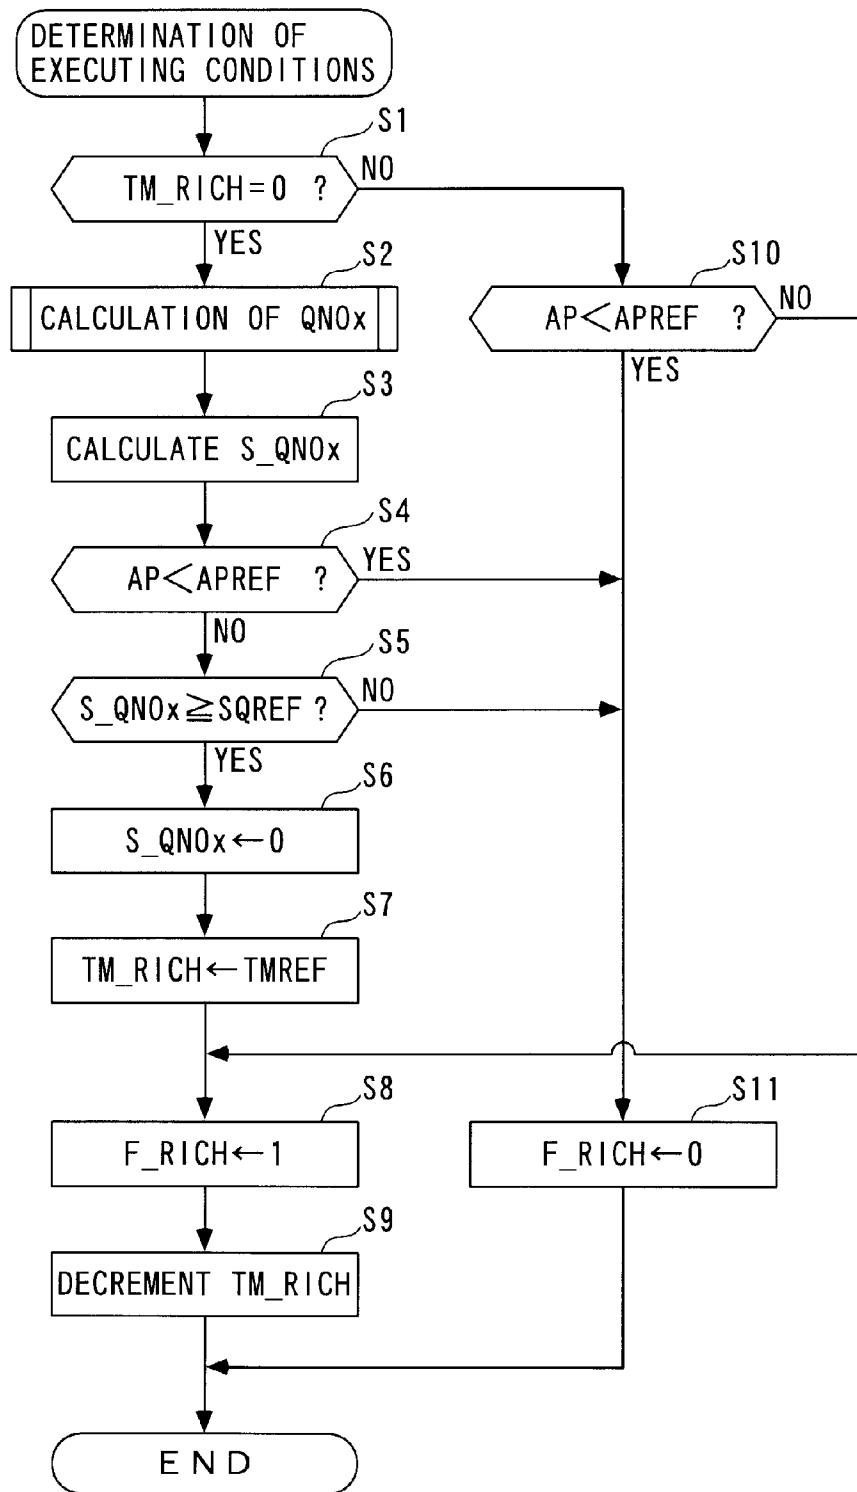 DETERMINATION OF
EXECUTING CONDITIONS
S1
TM_RICH=0 ?
NO
YES
S2
CALCULATION OF QNOx
S10
AP<APREF ?
NO
YES
S3
CALCULATE S_QNOx
S4
AP<APREF ?
YES
NO
S5
S_QNOx≧SQREF ?
NO
YES
S6
S_QNOx←0
S7
TM_RICH←TMREF
S8
F_RICH←1
S11
F_RICH←0
S9
DECREMENT TM_RICH
END